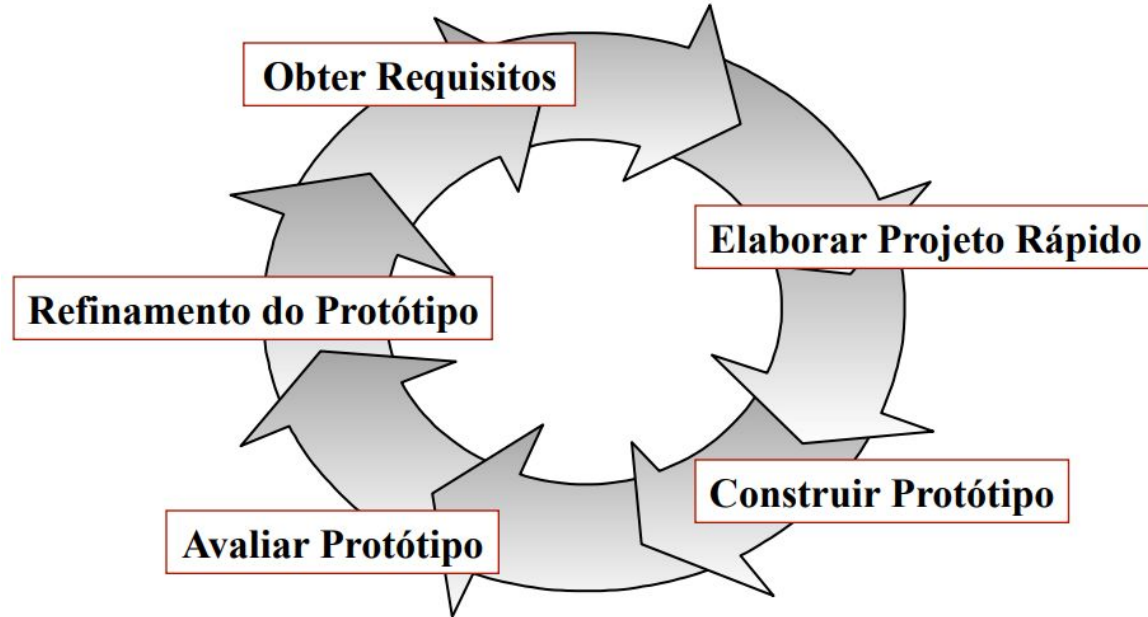 Obter Requisitos
Elaborar Projeto Rápido
Refinamento do Protótipo
Construir Protótipo
Avaliar Protótipo